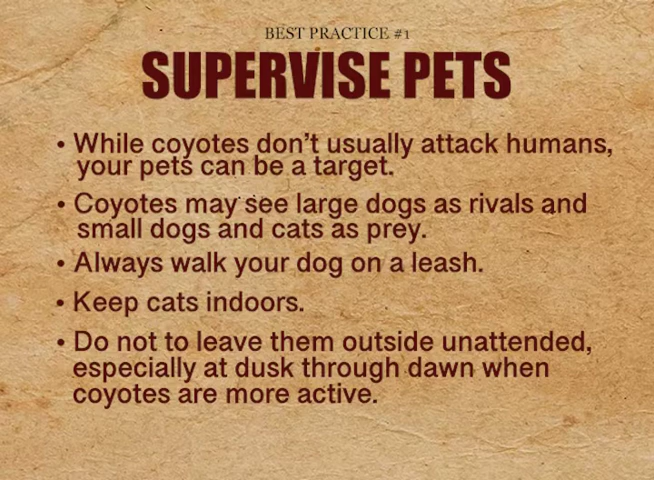 BEST PRACTICE #1
SUPERVISE PETS
• While coyotes don't usually attack humans,
your pets can be a target.
• Coyotes may see large dogs as rivals and
small dogs and cats as prey.
• Always walk your dog on a leash.
• Keep cats indoors.
• Do not to leave them outside unattended,
especially at dusk through dawn when
coyotes are more active.